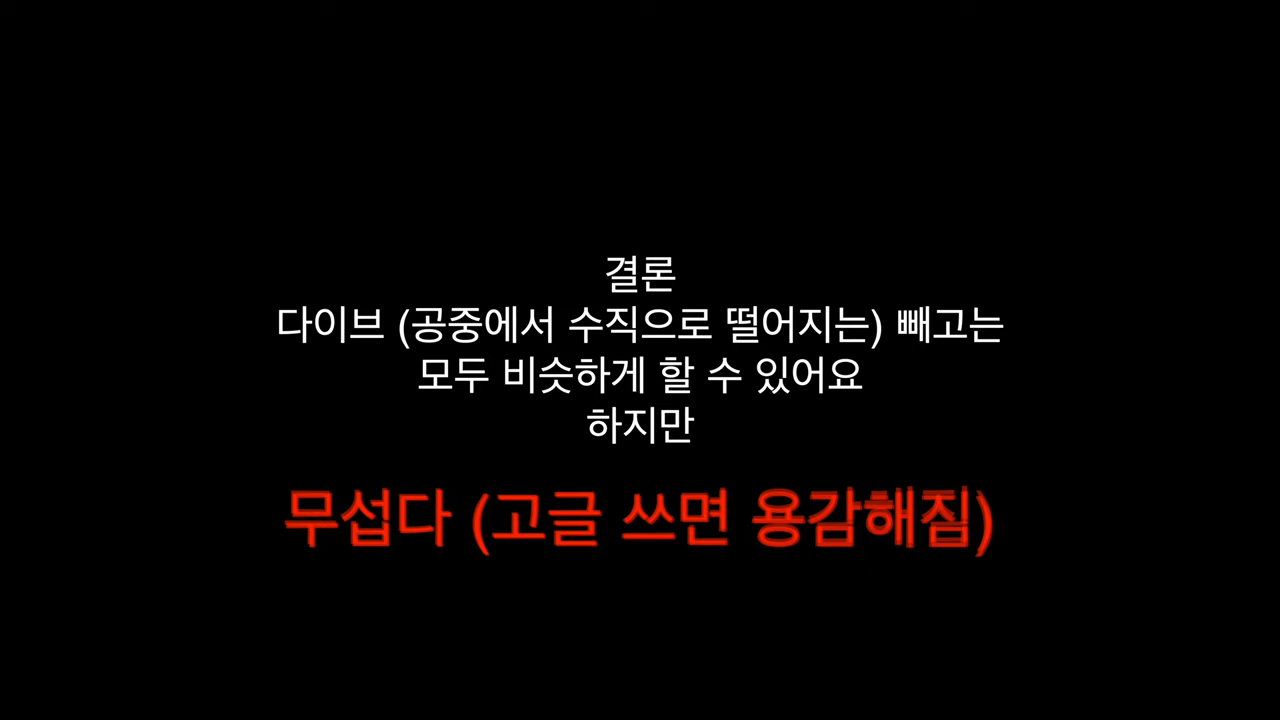 결론
다이브 (공중에서 수직으로 떨어지는) 빼고는
모두 비슷하게 할 수 있어요
하지만
무섭다 (고글 쓰면 용감해짐)